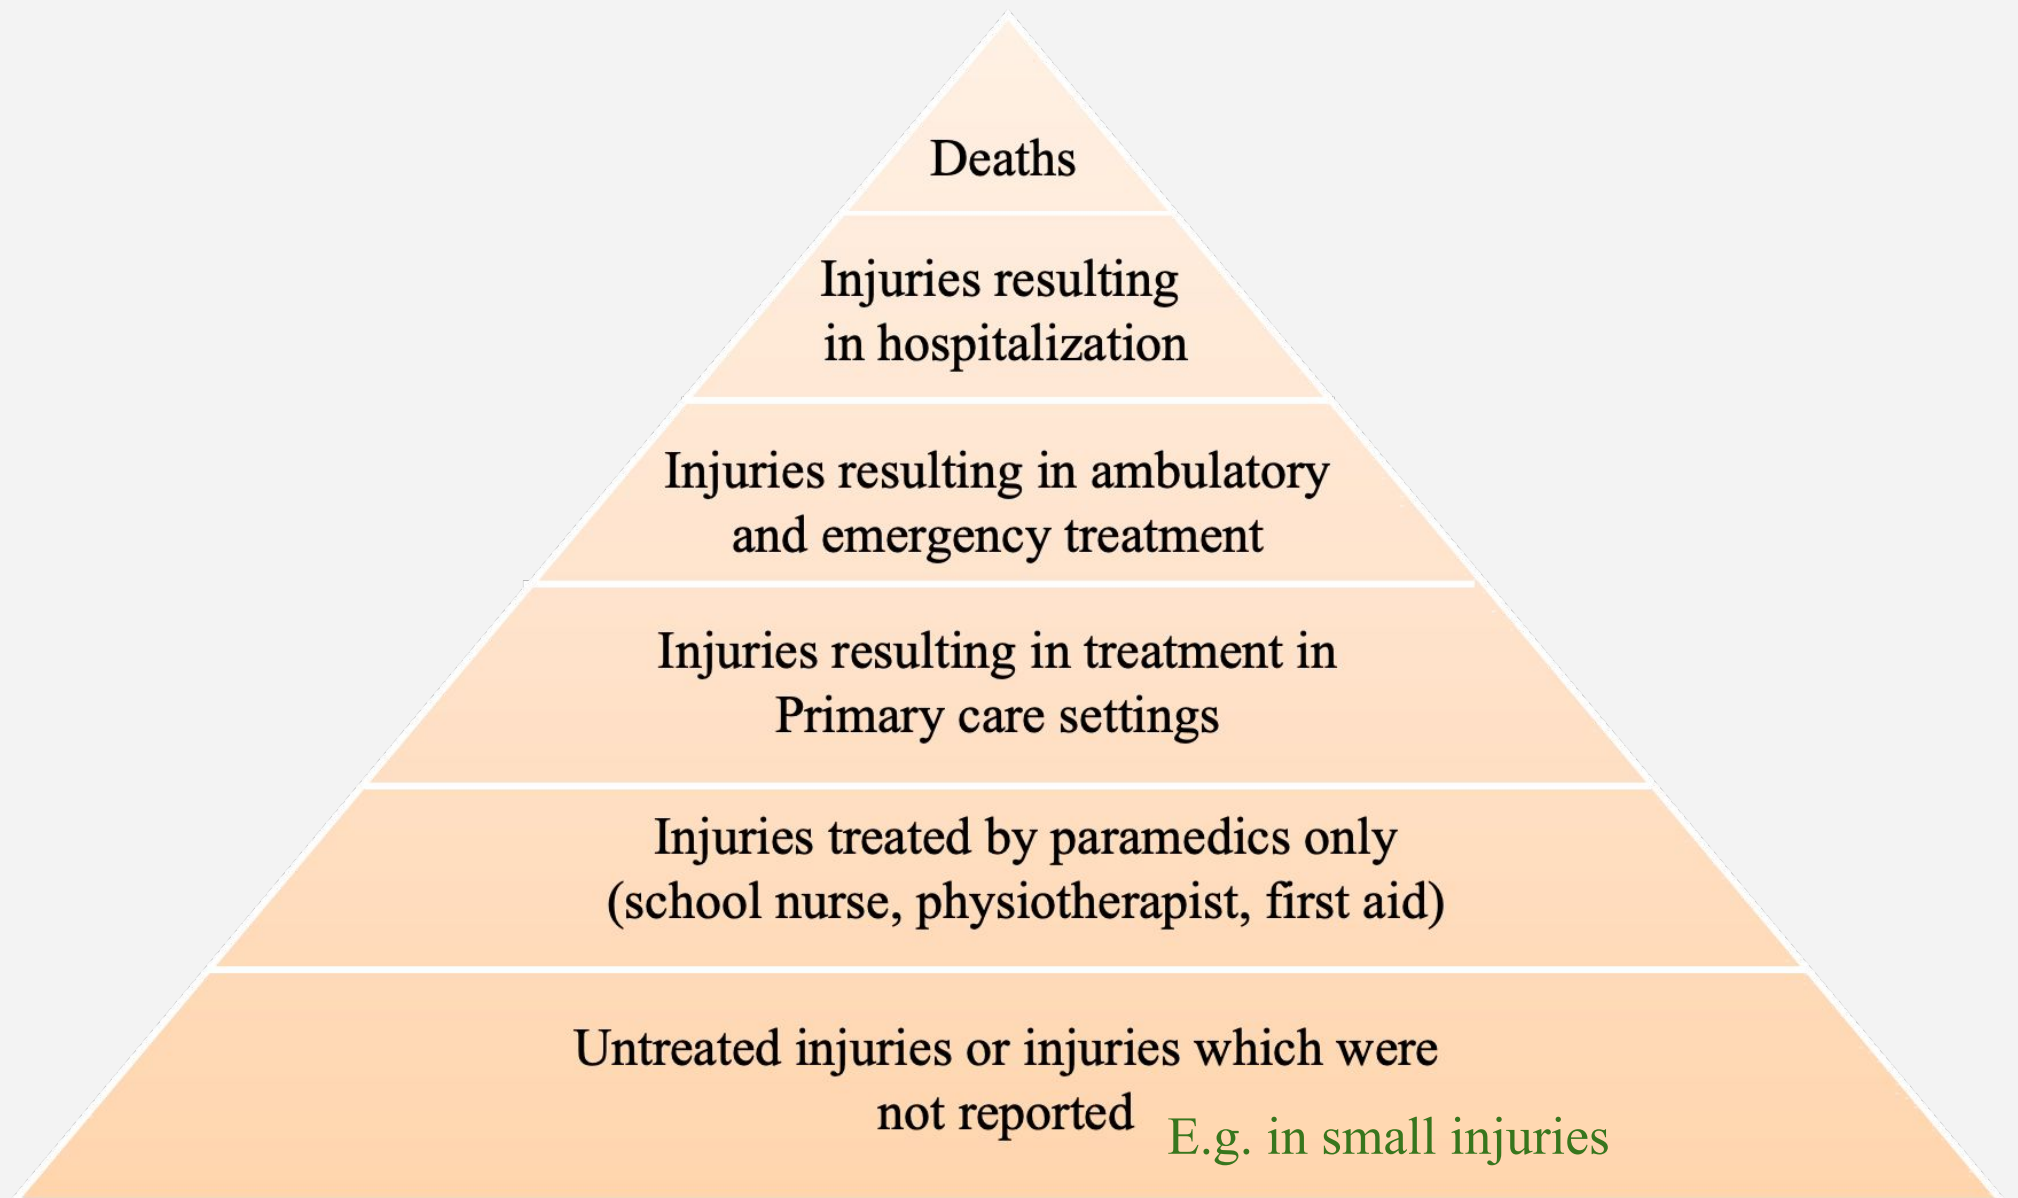 Deaths
Injuries resulting
in hospitalization
Injuries resulting in ambulatory
and emergency treatment
Injuries resulting in treatment in
Primary care settings
Injuries treated by paramedics only
(school nurse, physiotherapist, first aid)
Untreated injuries or injuries which were
not reported
E.g. in small injuries